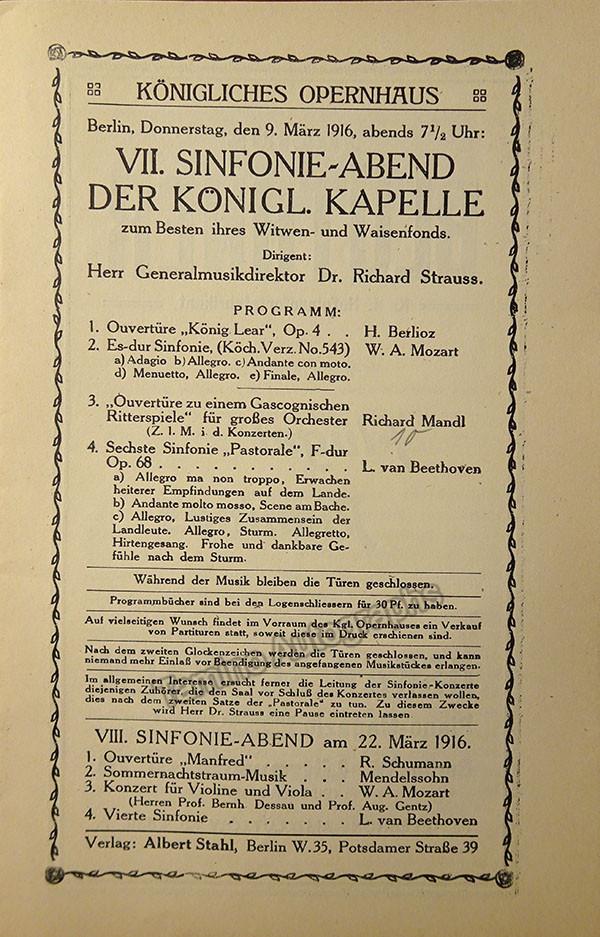 KÖNIGLICHES OPERNHAUS
Berlin, Donnerstag, den 9. März 1916, abends 7½ Uhr:
VII. SINFONIE-ABEND
DER KÖNIGL. KAPELLE
zum Besten ihres Witwen- und Waisenfonds.
Dirigent:
Herr Generalmusikdirektor Dr. Richard Strauss.
PROGRAMM:
1. Ouvertüre „König Lear", Op. 4 . . H. Berlioz
2. Es-dur Sinfonie, (Köch. Verz. No. 543) W. A. Mozart
a) Adagio b) Allegro. c) Andante con moto.
d) Menuetto, Allegro. e) Finale, Allegro.
3. „Ouvertüre zu einem Gascognischen
Ritterspiele" für großes Orchester Richard Mandl
(Z. I. M. i. d. Konzerten.)
10
4. Sechste Sinfonie „Pastorale", F-dur
Op. 68 . . . . . . . . . . . L. van Beethoven
a) Allegro ma non troppo, Erwachen
heiterer Empfindungen auf dem Lande.
b) Andante molto mosso, Scene am Bache.
c) Allegro, Lustiges Zusammensein der
Landleute. Allegro, Sturm. Allegretto,
Hirtengesang. Frohe und dankbare Ge-
fühle nach dem Sturm.
Während der Musik bleiben die Türen geschlossen.
Programmbücher sind bei den Logenschliessern für 30 Pf. zu haben.
Auf vielseitigen Wunsch findet im Vorraum des Kgl. Opernhauses ein Verkauf
von Partituren statt, soweit diese im Druck erschienen sind.
Nach dem zweiten Glockenzeichen werden die Türen geschlossen, und kann
niemand mehr Einlaß vor Beendigung des angefangenen Musikstückes erlangen.
Im allgemeinen Interesse ersucht ferner die Leitung der Sinfonie-Konzerte
diejenigen Zuhörer, die den Saal vor Schluß des Konzertes verlassen wollen,
dies nach dem zweiten Satze der „Pastorale" zu tun. Zu diesem Zwecke
wird Herr Dr. Strauss eine Pause eintreten lassen
VIII. SINFONIE-ABEND am 22. März 1916.
1. Ouvertüre „Manfred" . . . . . R. Schumann
2. Sommernachtstraum-Musik . . . Mendelssohn
3. Konzert für Violine und Viola . . W. A. Mozart
(Herren Prof. Bernh. Dessau und Prof. Aug. Gentz)
4. Vierte Sinfonie . . . . . . . L. van Beethoven
Verlag: Albert Stahl, Berlin W. 35, Potsdamer Straße 39